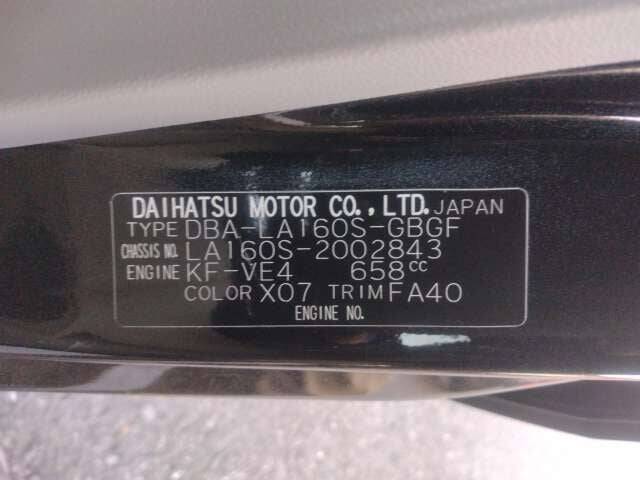 DAIHATSU MOTOR CO.,LTD. JAPAN
TYPE DBA-LA160S-GBGF
CHASSIS NO. LA160S-2002843
ENGINE KF-VE4 658cc
COLOR X07 TRIM FA40
ENGINE NO.